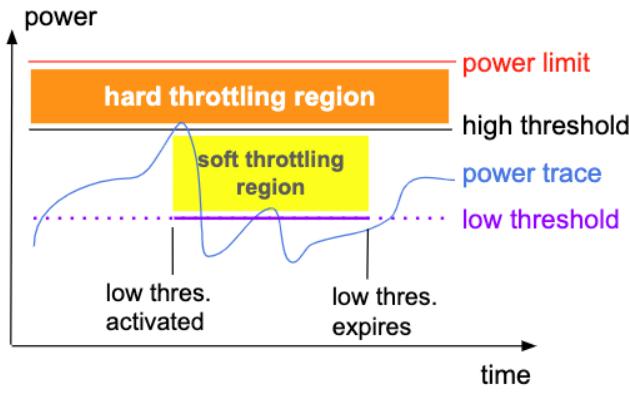 power
power limit
hard throttling region
high threshold
soft throttling
region
power trace
low threshold
low thres.
activated
low thres.
expires
time